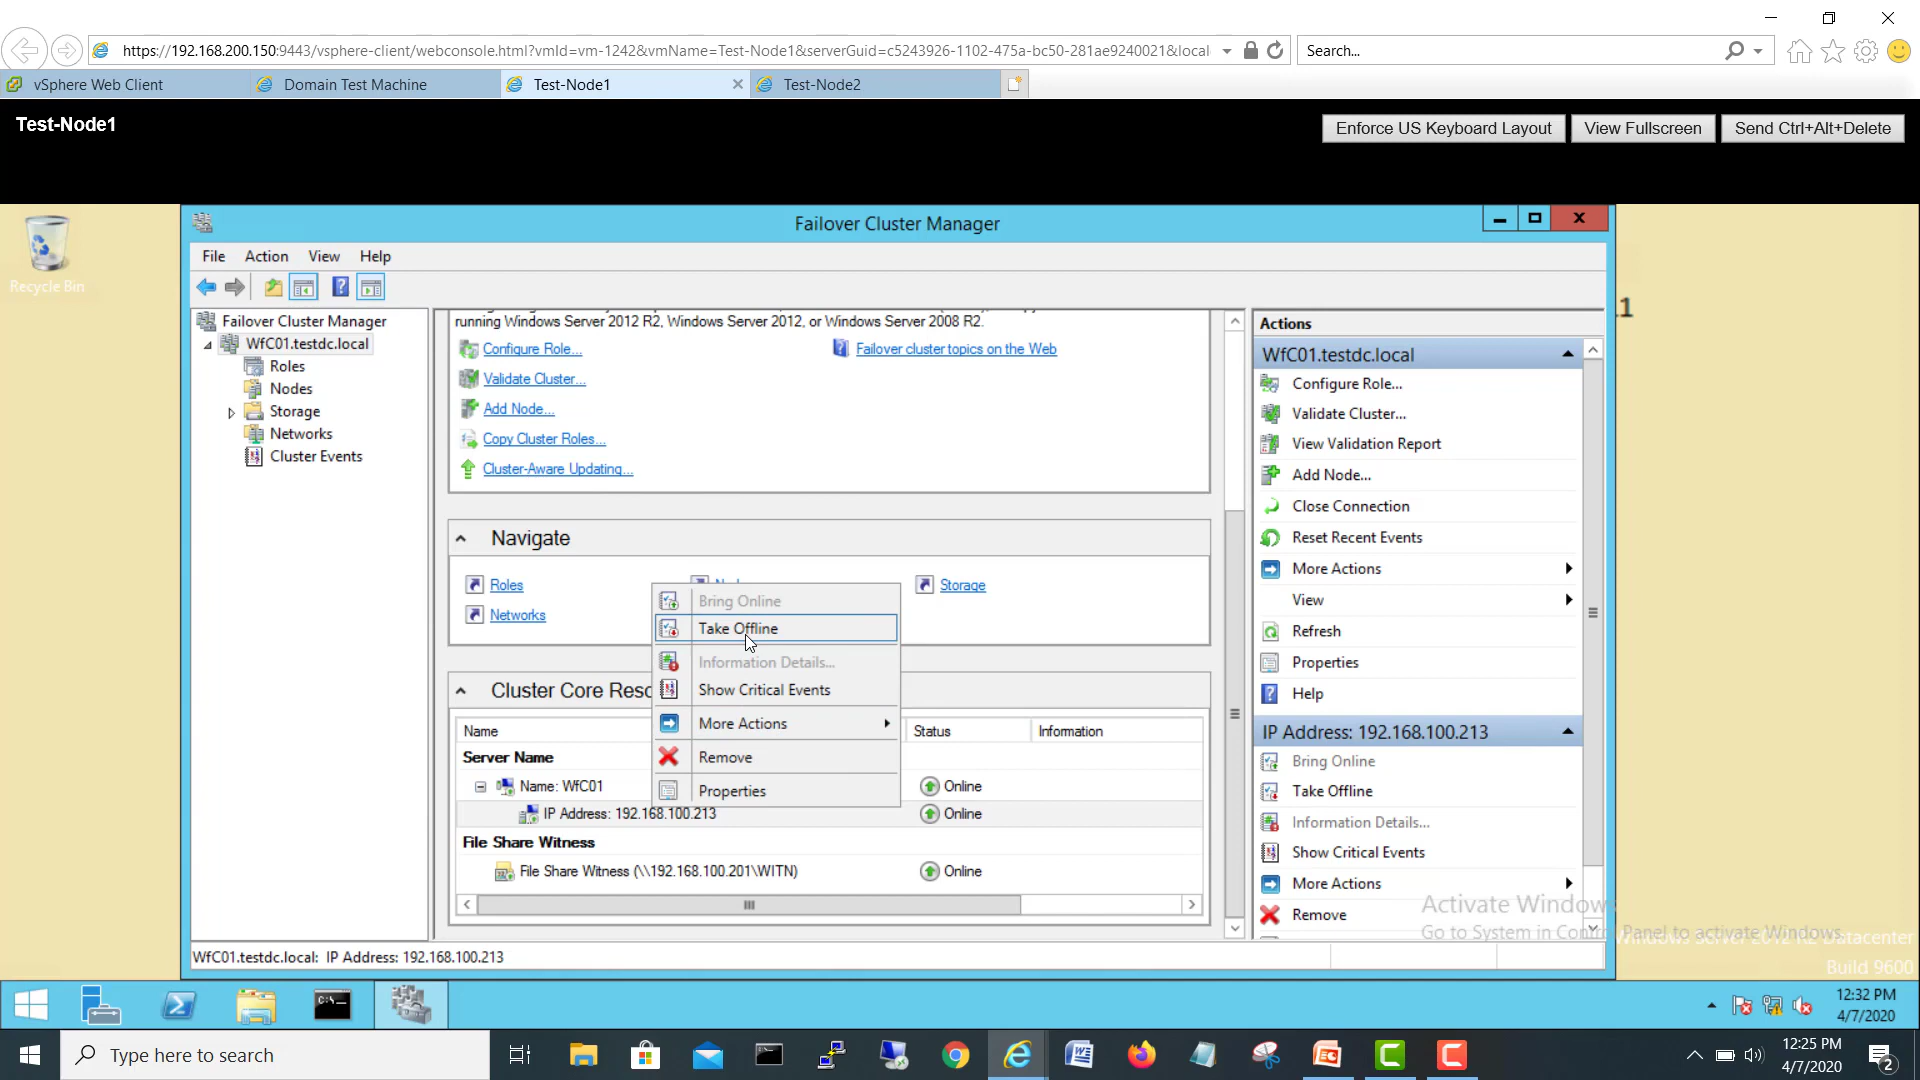 https://192.168.200.150:9443/vsphere-client/webconsole.html?vmId=vm-1242&vmName=Test-Node1&serverGuid=c5243926-1102-475a-bc50-281ae9240021&local
Search...
vSphere Web Client
Domain Test Machine
Test-Node1
Test-Node2
Test-Node1
Enforce US Keyboard Layout
View Fullscreen
Send Ctrl+Alt+Delete
Recycle Bin
Failover Cluster Manager
File Action View Help
Failover Cluster Manager
WfC01.testdc.local
Roles
Nodes
Storage
Networks
Cluster Events
running Windows Server 2012 R2, Windows Server 2012, or Windows Server 2008 R2.
Configure Role...
Failover cluster topics on the Web
Validate Cluster...
Add Node...
Copy Cluster Roles...
Cluster-Aware Updating...
Navigate
Roles
Storage
Networks
Bring Online
Take Offline
Information Details...
Show Critical Events
More Actions
Remove
Properties
Cluster Core
Name
Status
Information
Server Name
Name: WfC01
Online
IP Address: 192.168.100.213
Online
File Share Witness
File Share Witness (\\192.168.100.201\WITN)
Online
Actions
WfC01.testdc.local
Configure Role...
Validate Cluster...
View Validation Report
Add Node...
Close Connection
Reset Recent Events
More Actions
View
Refresh
Properties
Help
IP Address: 192.168.100.213
Bring Online
Take Offline
Information Details...
Show Critical Events
More Actions
Remove
WfC01.testdc.local: IP Address: 192.168.100.213
Activate Windows
Go to System in Control Panel to activate Windows.
Windows Server 2012 R2 Datacenter
Build 9600
12:32 PM
4/7/2020
Type here to search
12:25 PM
4/7/2020
2